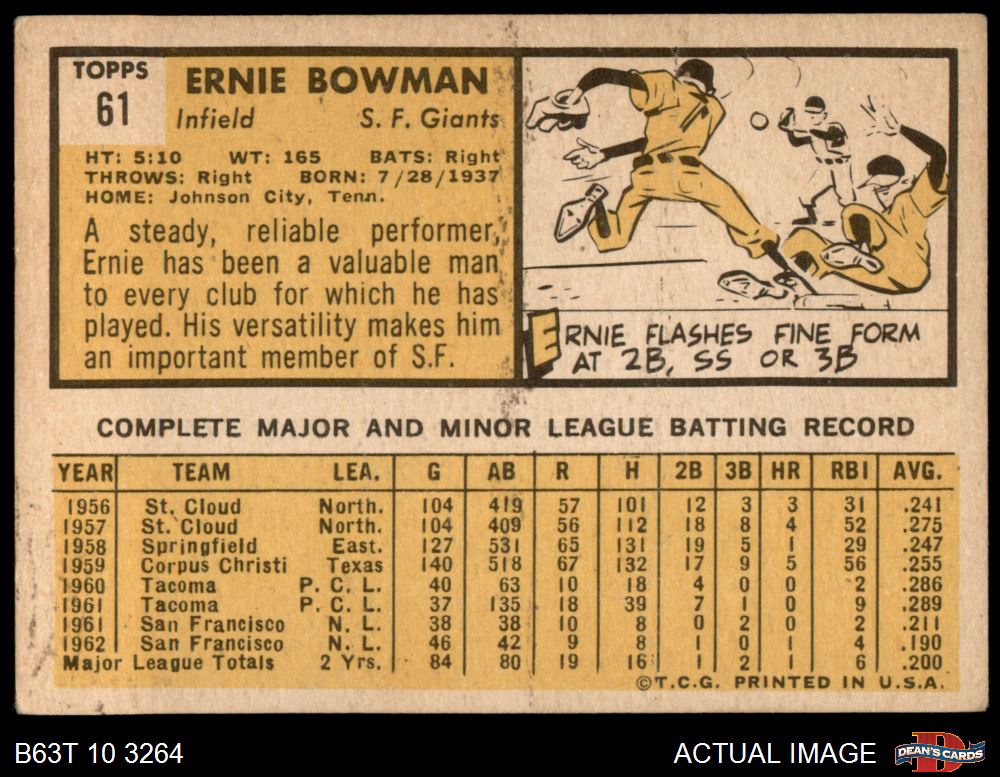 TOPPS
61
ERNIE BOWMAN
Infield S. F. Giants
HT: 5:10 WT: 165 BATS: Right
THROWS: Right BORN: 7/28/1937
HOME: Johnson City, Tenn.
A steady, reliable performer,
Ernie has been a valuable man
to every club for which he has
played. His versatility makes him
an important member of S.F.
ERNIE FLASHES FINE FORM
AT 2B, SS OR 3B
COMPLETE MAJOR AND MINOR LEAGUE BATTING RECORD
YEAR TEAM LEA. G AB R H 2B 3B HR RBI AVG.
1956 St. Cloud North. 104 419 57 101 12 3 3 31 .241
1957 St. Cloud North. 104 409 56 112 18 8 4 52 .275
1958 Springfield East. 127 531 65 131 19 5 1 29 .247
1959 Corpus Christi Texas 140 518 67 132 17 9 5 56 .255
1960 Tacoma P. C. L. 40 63 10 18 4 0 0 2 .286
1961 Tacoma P. C. L. 37 135 18 39 7 1 0 9 .289
1961 San Francisco N. L. 38 38 10 8 0 2 0 2 .211
1962 San Francisco N. L. 46 42 9 8 1 0 1 4 .190
Major League Totals 2 Yrs. 84 80 19 16 1 2 1 6 .200
©T.C.G. PRINTED IN U.S.A.
B63T 10 3264 ACTUAL IMAGE DEAN'S CARDS